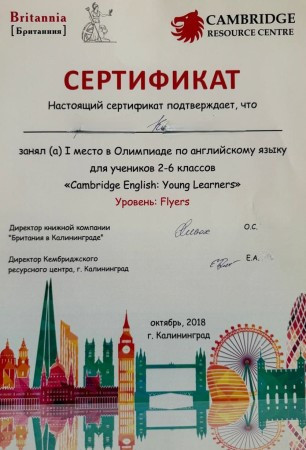 Britannia
[Британния]
CAMBRIDGE
RESOURCE CENTRE
СЕРТИФИКАТ
Настоящий сертификат подтверждает, что
занял (а) I место в Олимпиаде по английскому языку
для учеников 2-6 классов
«Cambridge English: Young Learners»
Уровень: Flyers
Директор книжной компании
"Британия в Калининграде"
О.С.
Директор Кембриджского
ресурсного центра, г. Калининград
Е.А.
октябрь, 2018
г. Калининград